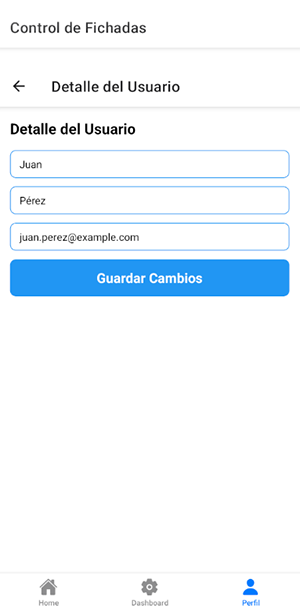 Control de Fichadas
Detalle del Usuario
Detalle del Usuario
Juan
Pérez
juan.perez@example.com
Guardar Cambios
Home
Dashboard
Perfil